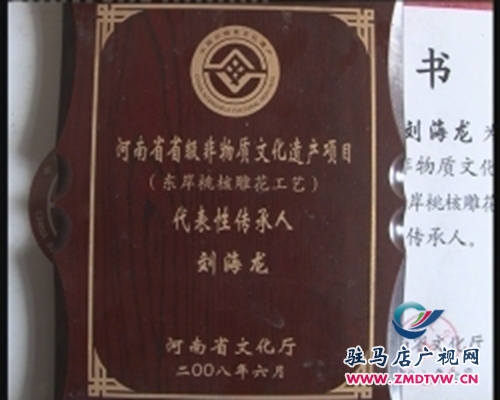 河南省省级非物质文化遗产项目
（东岸桃核雕花工艺）
代表性传承人
刘海龙
河南省文化厅
二〇〇八年六月
书
刘海龙为
非物质文化
岸桃核雕花
传承人。
驻马店广视网
WWW.ZMDTVW.CN